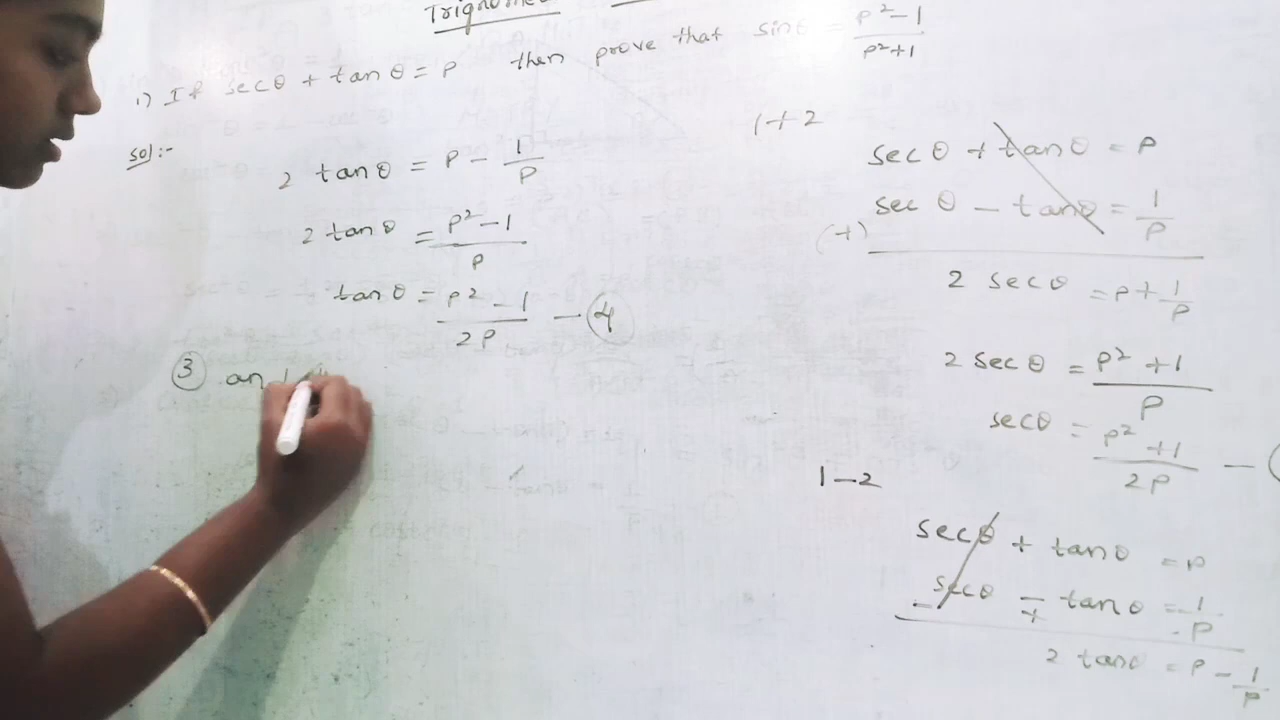 Trignome
1) If secθ + tanθ = P then prove that sinθ = P²-1/P²+1
Sol:-
2 tanθ = P - 1/P
2 tanθ = P²-1/P
tanθ = P²-1/2P — ④
③ and
1+2
secθ + tanθ = P
secθ - tanθ = 1/P
(+)
2 secθ = P + 1/P
2 secθ = P²+1/P
secθ = P²+1/2P —
1-2
secθ + tanθ = P
secθ - tanθ = 1/P
- + -
2 tanθ = P - 1/P